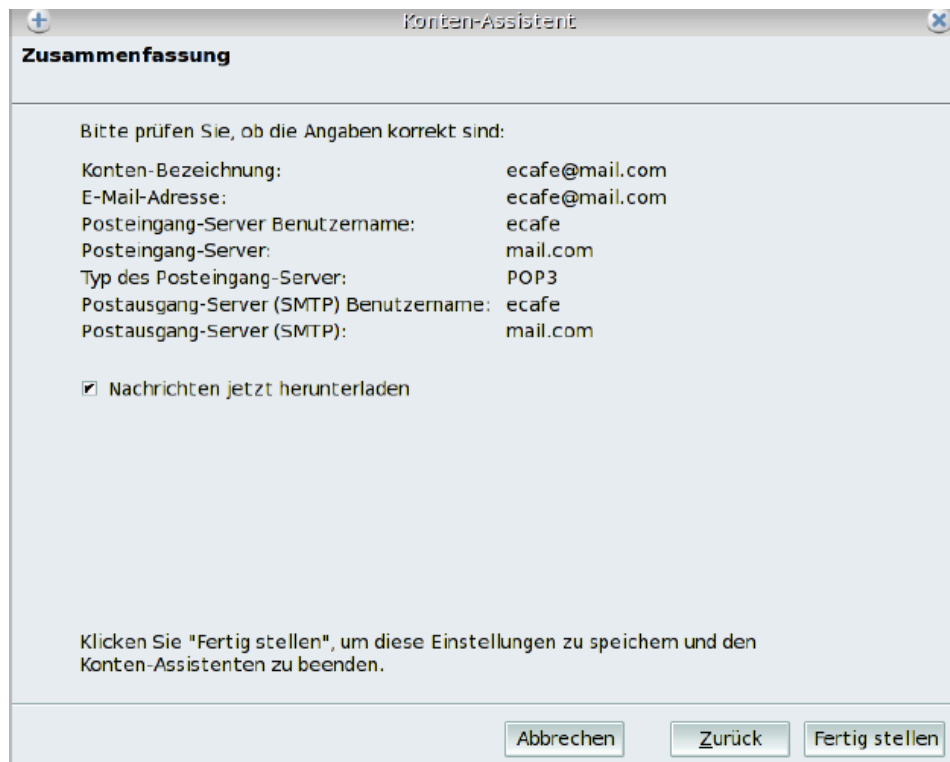 Konten-Assistent
Zusammenfassung
Bitte prüfen Sie, ob die Angaben korrekt sind:
Konten-Bezeichnung: ecafe@mail.com
E-Mail-Adresse: ecafe@mail.com
Posteingang-Server Benutzername: ecafe
Posteingang-Server: mail.com
Typ des Posteingang-Server: POP3
Postausgang-Server (SMTP) Benutzername: ecafe
Postausgang-Server (SMTP): mail.com
Nachrichten jetzt herunterladen
Klicken Sie "Fertig stellen", um diese Einstellungen zu speichern und den
Konten-Assistenten zu beenden.
Abbrechen Zurück Fertig stellen